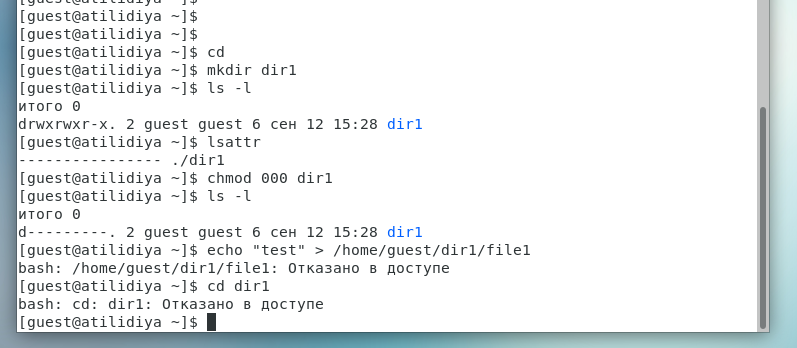 [guest@atilidiya ~]$
[guest@atilidiya ~]$
[guest@atilidiya ~]$
[guest@atilidiya ~]$ cd
[guest@atilidiya ~]$ mkdir dir1
[guest@atilidiya ~]$ ls -l
итого 0
drwxrwxr-x. 2 guest guest 6 сен 12 15:28 dir1
[guest@atilidiya ~]$ lsattr
---------------- ./dir1
[guest@atilidiya ~]$ chmod 000 dir1
[guest@atilidiya ~]$ ls -l
итого 0
d---------. 2 guest guest 6 сен 12 15:28 dir1
[guest@atilidiya ~]$ echo "test" > /home/guest/dir1/file1
bash: /home/guest/dir1/file1: Отказано в доступе
[guest@atilidiya ~]$ cd dir1
bash: cd: dir1: Отказано в доступе
[guest@atilidiya ~]$